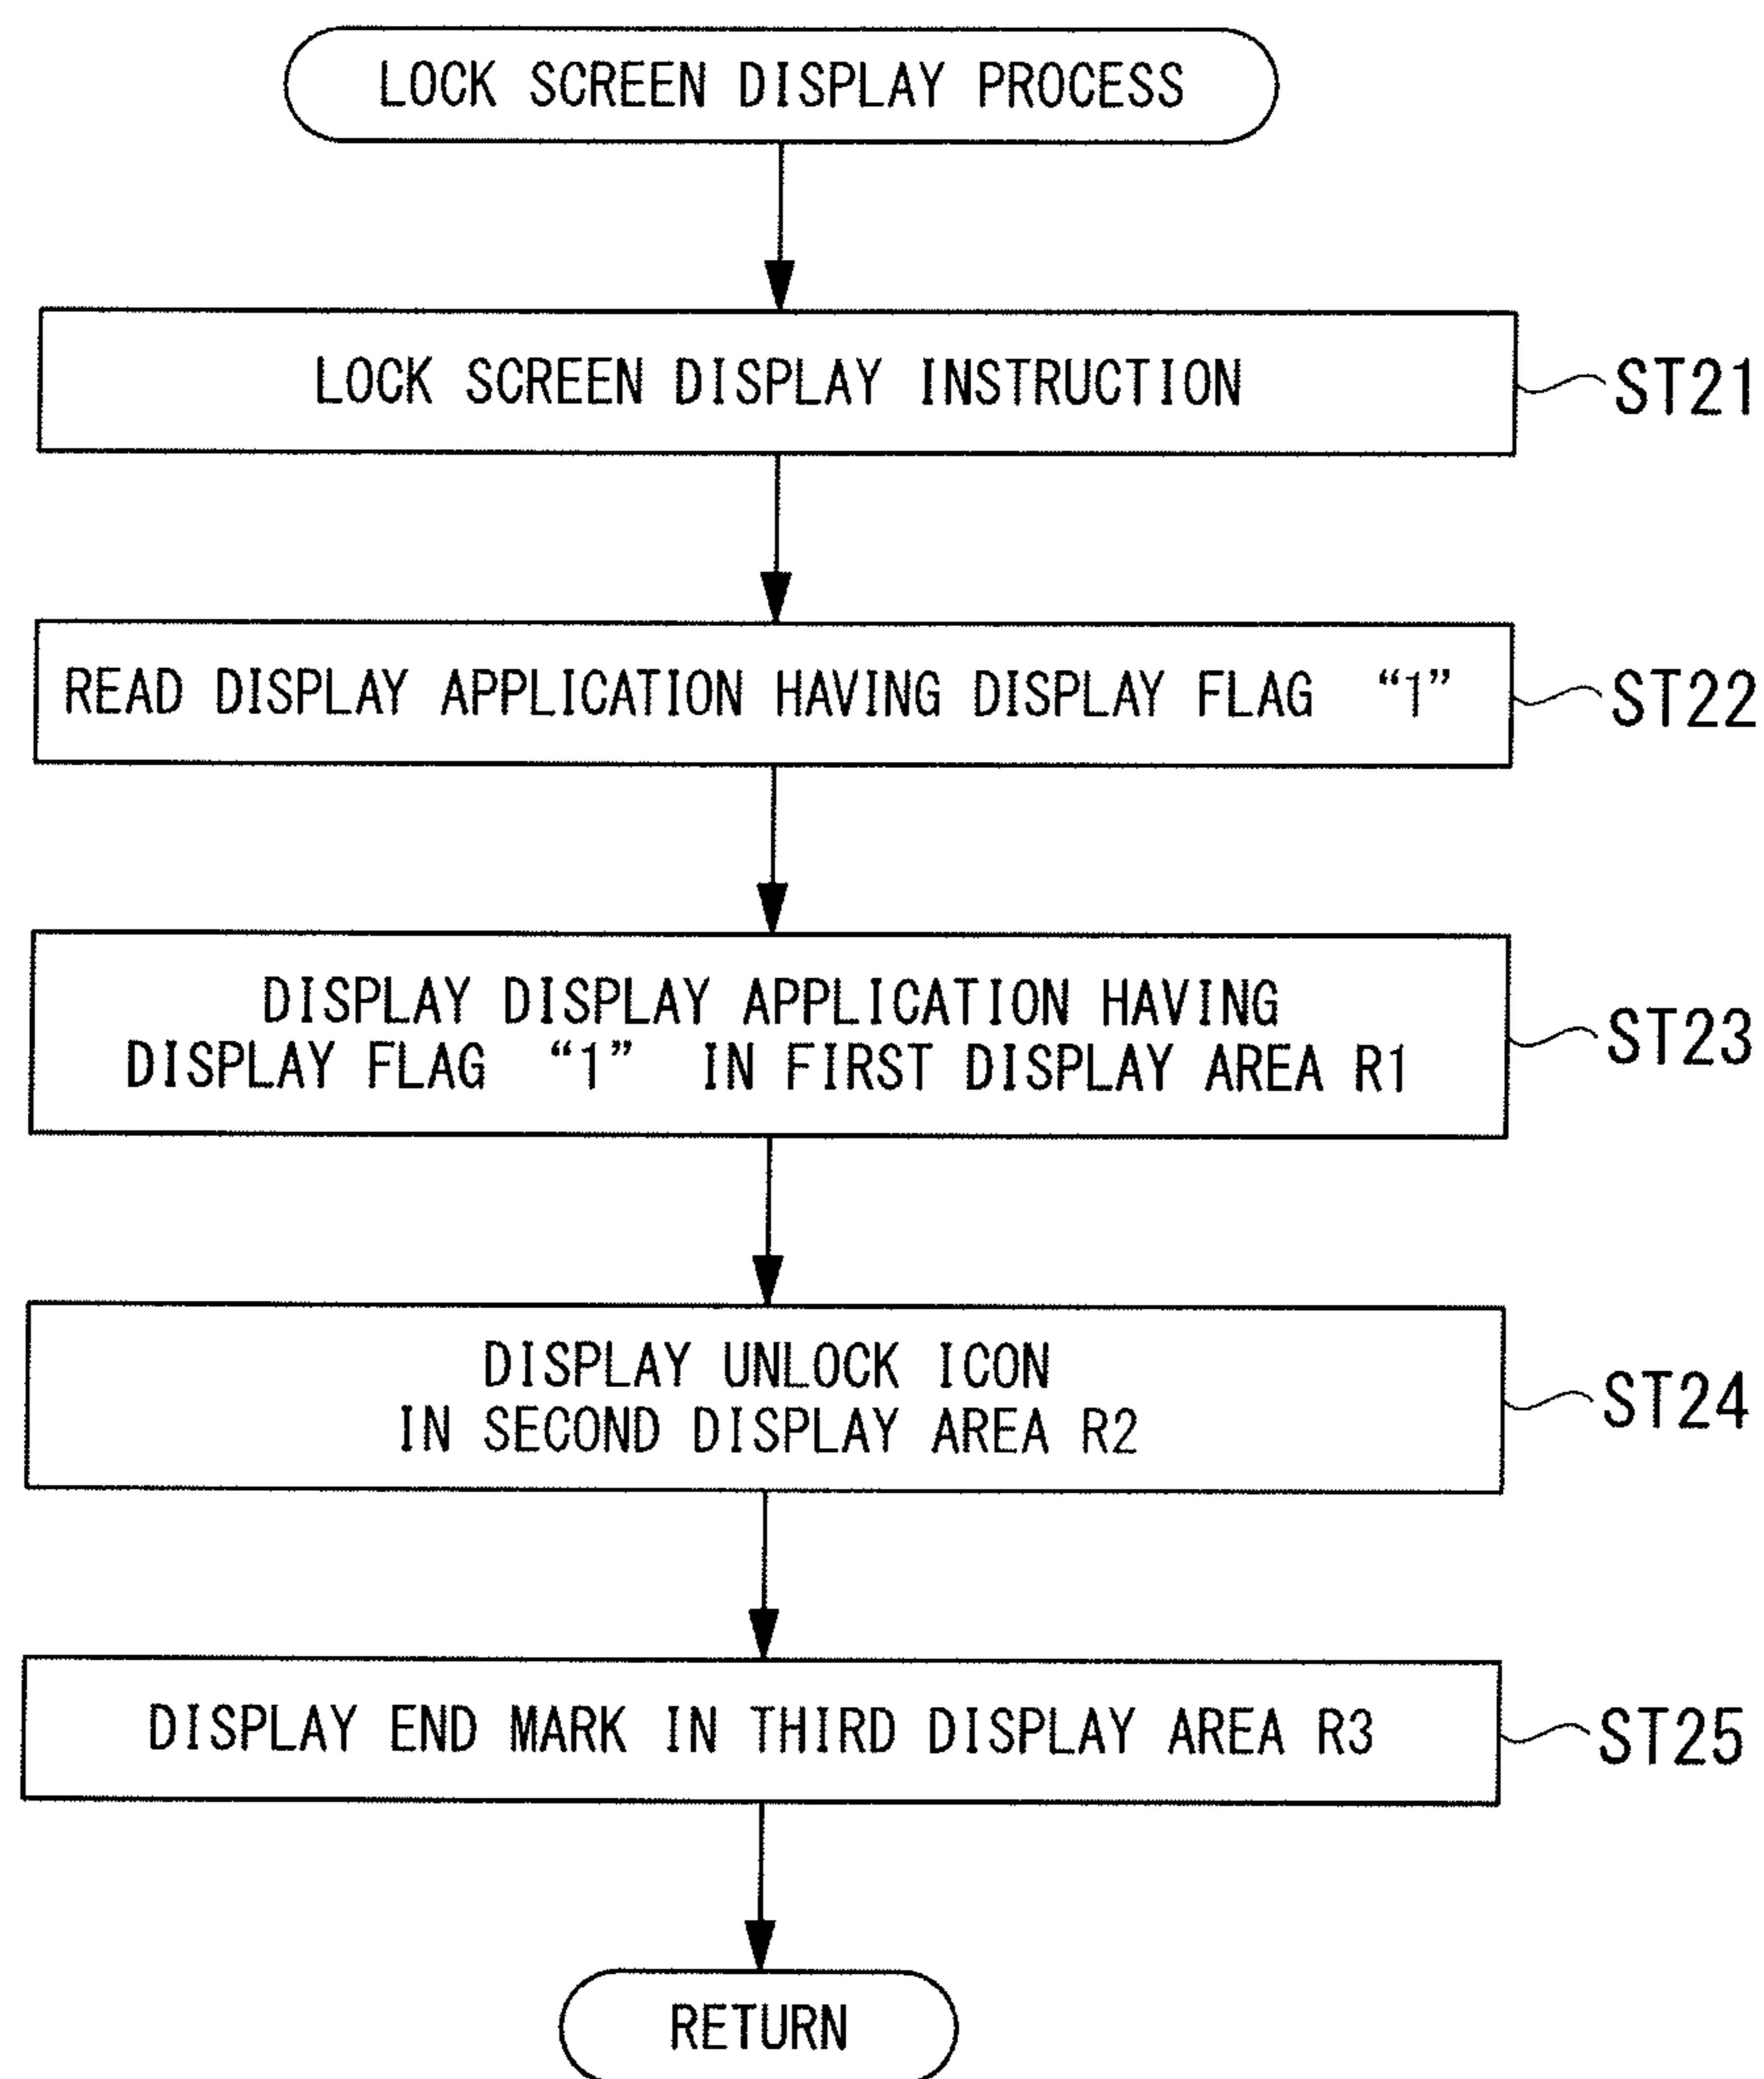 LOCK SCREEN DISPLAY PROCESS
LOCK SCREEN DISPLAY INSTRUCTION
ST21
READ DISPLAY APPLICATION HAVING DISPLAY FLAG “1”
ST22
DISPLAY DISPLAY APPLICATION HAVING
DISPLAY FLAG “1” IN FIRST DISPLAY AREA R1
ST23
DISPLAY UNLOCK ICON
IN SECOND DISPLAY AREA R2
ST24
DISPLAY END MARK IN THIRD DISPLAY AREA R3
ST25
RETURN